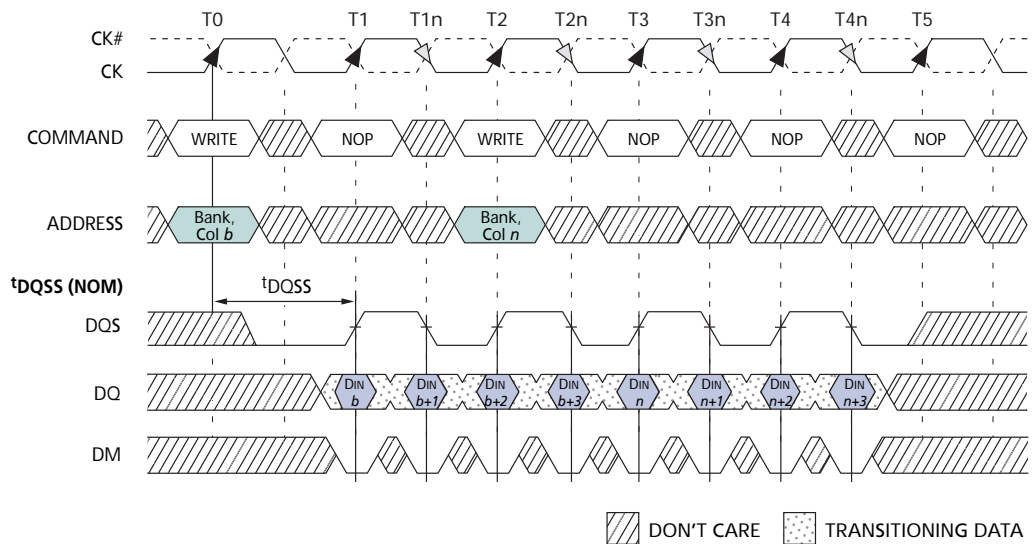 T0 T1 T1n T2 T2n T3 T3n T4 T4n T5
CK#
CK
COMMAND WRITE NOP WRITE NOP NOP NOP
ADDRESS Bank, Col b Bank, Col n
tDQSS (NOM) tDQSS
DQS
DQ DIN b DIN b+1 DIN b+2 DIN b+3 DIN n DIN n+1 DIN n+2 DIN n+3
DM
DON'T CARE TRANSITIONING DATA